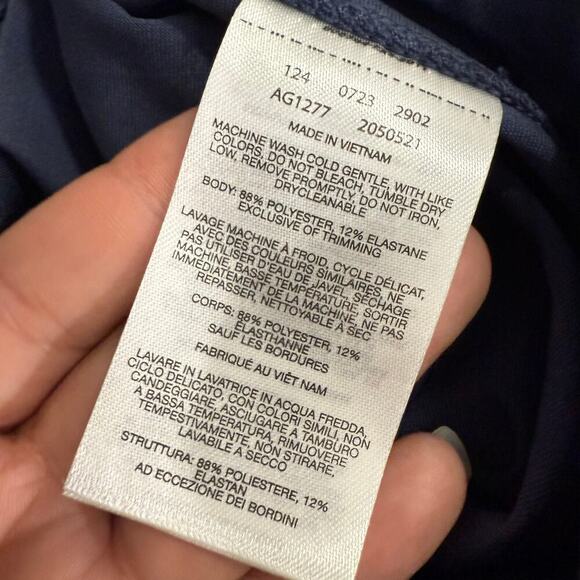 124 0723 2902
AG1277 2050521
MADE IN VIETNAM
MACHINE WASH COLD GENTLE, WITH LIKE
COLORS, DO NOT BLEACH, TUMBLE DRY
LOW, REMOVE PROMPTLY, DO NOT IRON,
DRYCLEANABLE
BODY: 88% POLYESTER, 12% ELASTANE
EXCLUSIVE OF TRIMMING
LAVAGE MACHINE À FROID, CYCLE DÉLICAT,
AVEC DES COULEURS SIMILAIRES, NE
PAS UTILISER D'EAU DE JAVEL, SÉCHAGE
MACHINE, BASSE TEMPÉRATURE, SORTIR
IMMÉDIATEMENT DE LA MACHINE, NE PAS
REPASSER, NETTOYABLE À SEC
CORPS: 88% POLYESTER, 12%
ÉLASTHANNE
SAUF LES BORDURES
FABRIQUÉ AU VIÊT NAM
LAVARE IN LAVATRICE IN ACQUA FREDDA,
CICLO DELICATO, CON COLORI SIMILI, NON
CANDEGGIARE, ASCIUGARE A TAMBURO
A BASSA TEMPERATURA, RIMUOVERE
TEMPESTIVAMENTE, NON STIRARE,
LAVABILE A SECCO
STRUTTURA: 88% POLIESTERE, 12%
ELASTAN
AD ECCEZIONE DEI BORDINI